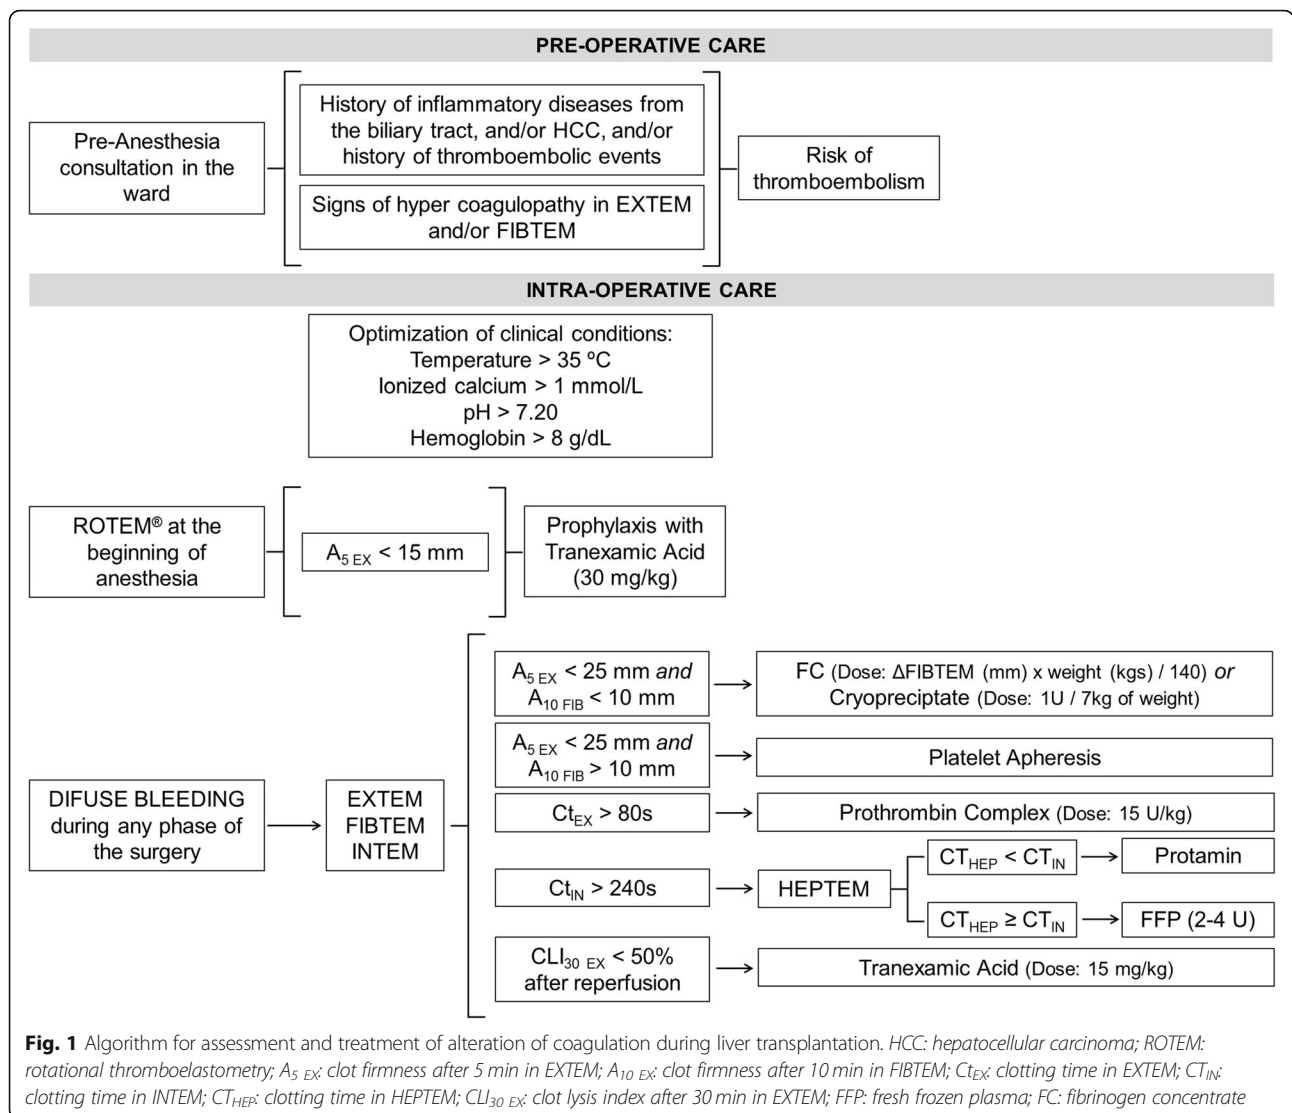 PRE-OPERATIVE CARE
Pre-Anesthesia
consultation in the
ward
History of inflammatory diseases from
the biliary tract, and/or HCC, and/or
history of thromboembolic events
Signs of hyper coagulopathy in EXTEM
and/or FIBTEM
Risk of
thromboembolism
INTRA-OPERATIVE CARE
Optimization of clinical conditions:
Temperature > 35 ºC
Ionized calcium > 1 mmol/L
pH > 7.20
Hemoglobin > 8 g/dL
ROTEM® at the
beginning of
anesthesia
A5 EX < 15 mm
Prophylaxis with
Tranexamic Acid
(30 mg/kg)
DIFUSE BLEEDING
during any phase of
the surgery
EXTEM
FIBTEM
INTEM
A5 EX < 25 mm and
A10 FIB < 10 mm
FC (Dose: ΔFIBTEM (mm) x weight (kgs) / 140) or
Cryopreciptate (Dose: 1U / 7kg of weight)
A5 EX < 25 mm and
A10 FIB > 10 mm
Platelet Apheresis
CtEX > 80s
Prothrombin Complex (Dose: 15 U/kg)
CtIN > 240s
HEPTEM
CTHEP < CTIN
Protamin
CTHEP ≥ CTIN
FFP (2-4 U)
CLI30 EX < 50%
after reperfusion
Tranexamic Acid (Dose: 15 mg/kg)
Fig. 1 Algorithm for assessment and treatment of alteration of coagulation during liver transplantation. HCC: hepatocellular carcinoma; ROTEM:
rotational thromboelastometry; A5 EX: clot firmness after 5 min in EXTEM; A10 EX: clot firmness after 10 min in FIBTEM; CtEX: clotting time in EXTEM; CTIN:
clotting time in INTEM; CTHEP: clotting time in HEPTEM; CLI30 EX: clot lysis index after 30 min in EXTEM; FFP: fresh frozen plasma; FC: fibrinogen concentrate